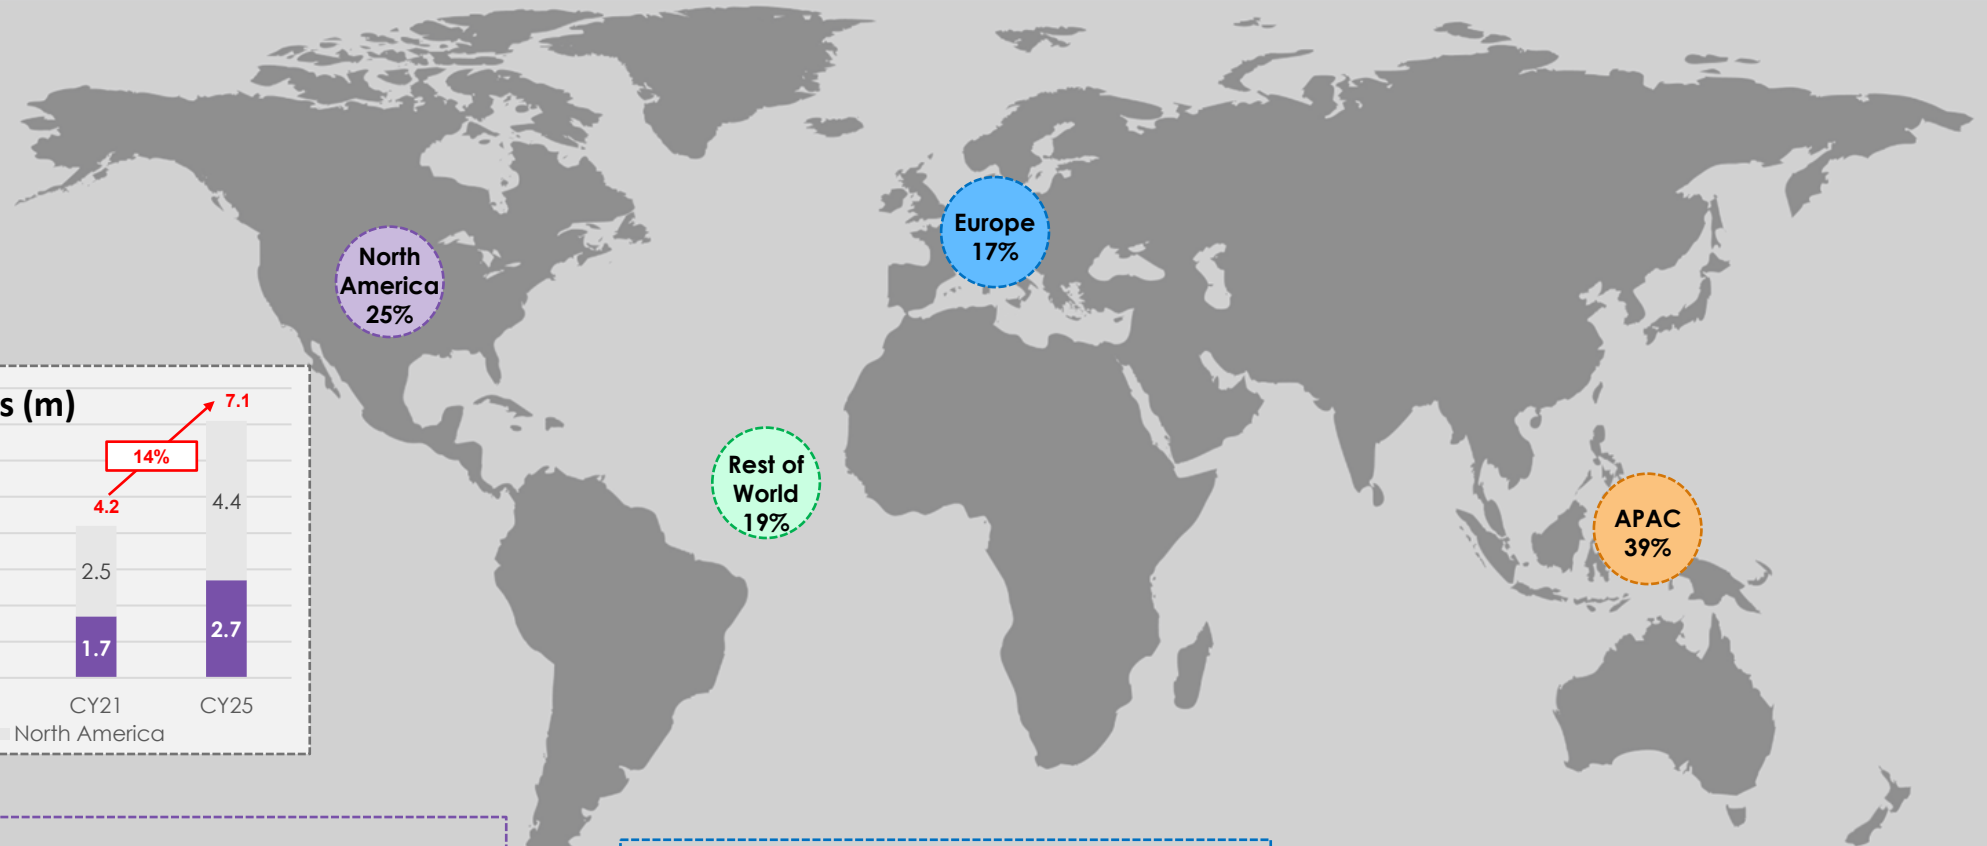 Europe
17%
North
America
25%
s (m)
7.1
14%
4.2
4.4
2.5
2.7
1.7
CY21
CY25
North America
Rest of
World
19%
APAC
39%